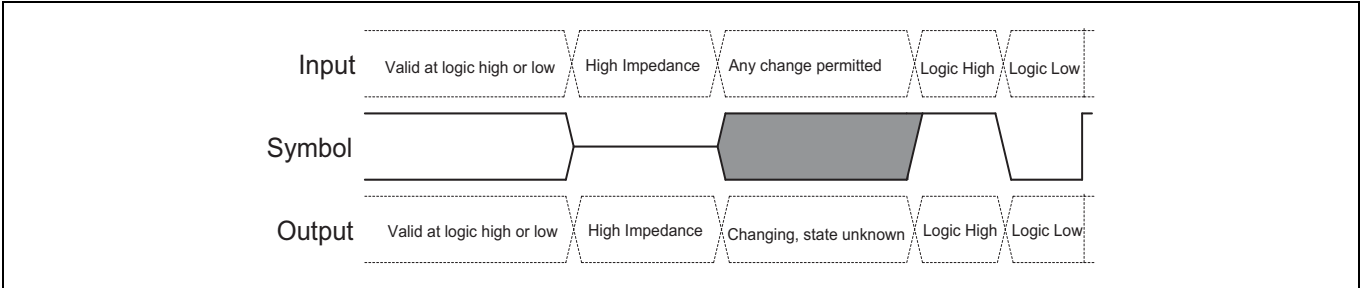 Input Valid at logic high or low High Impedance Any change permitted Logic High Logic Low
Symbol
Output Valid at logic high or low High Impedance Changing, state unknown Logic High Logic Low